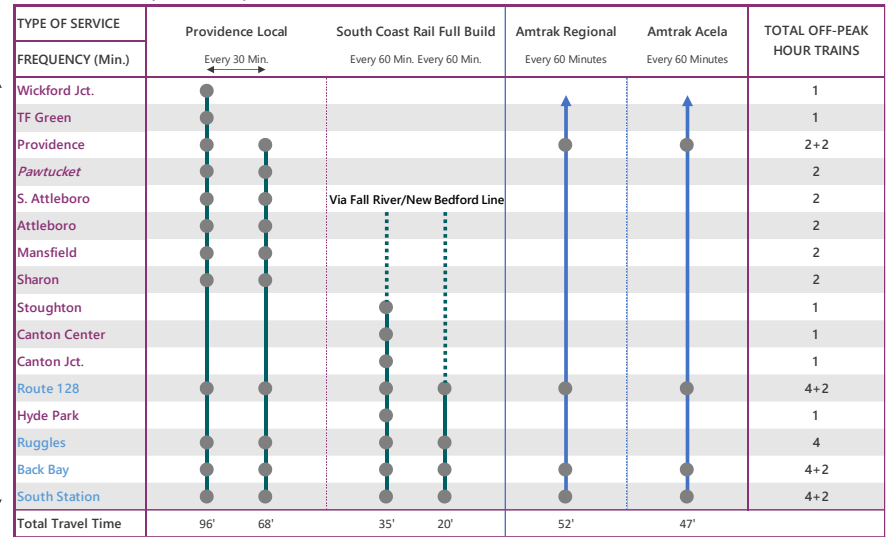 TYPE OF SERVICE Providence Local South Coast Rail Full Build Amtrak Regional Amtrak Acela TOTAL OFF-PEAK HOUR TRAINS
FREQUENCY (Min.) Every 30 Min. Every 60 Min. Every 60 Min. Every 60 Minutes Every 60 Minutes
Wickford Jct. 1
TF Green 1
Providence 2+2
Pawtucket 2
S. Attleboro Via Fall River/New Bedford Line 2
Attleboro 2
Mansfield 2
Sharon 2
Stoughton 1
Canton Center 1
Canton Jct. 1
Route 128 4+2
Hyde Park 1
Ruggles 4
Back Bay 4+2
South Station 4+2
Total Travel Time 96' 68' 35' 20' 52' 47'